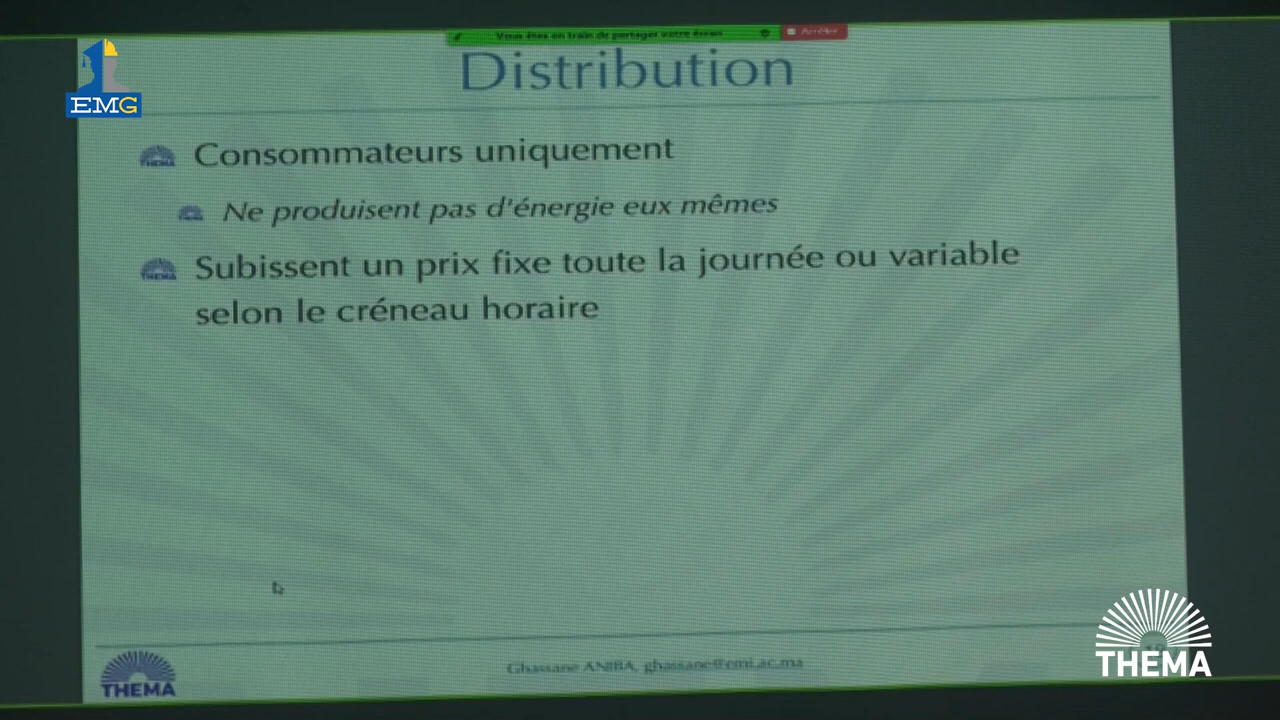 Vous êtes en train de partager votre écran
Arrêter
EMG
Distribution
Consommateurs uniquement
Ne produisent pas d'énergie eux mêmes
Subissent un prix fixe toute la journée ou variable
selon le créneau horaire
Ghassane ANIBA, ghassane@emi.ac.ma
THEMA
THEMA